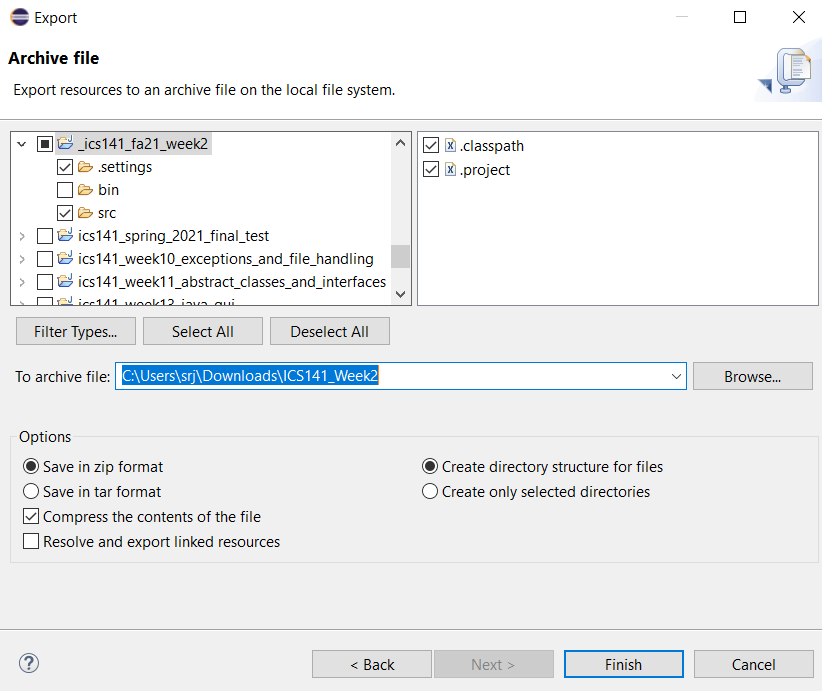 Export
Archive file
Export resources to an archive file on the local file system.
_ics141_fa21_week2
.settings
bin
src
ics141_spring_2021_final_test
ics141_week10_exceptions_and_file_handling
ics141_week11_abstract_classes_and_interfaces
ics141_week13_java_gui
.classpath
.project
Filter Types... Select All Deselect All
To archive file: C:\Users\srj\Downloads\ICS141_Week2 Browse...
Options
Save in zip format Create directory structure for files
Save in tar format Create only selected directories
Compress the contents of the file
Resolve and export linked resources
? < Back Next > Finish Cancel